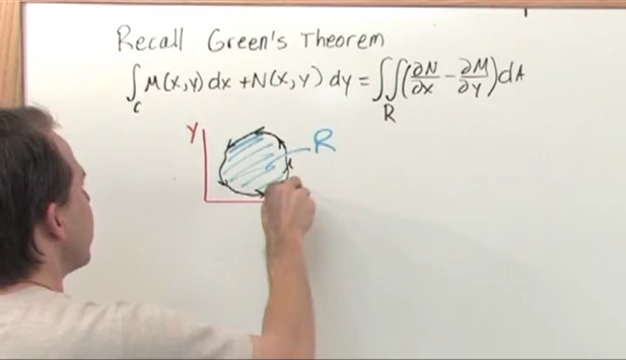 Recall Green's Theorem
∫_C M(x,y) dx + N(x,y) dy = ∬_R (∂N/∂x − ∂M/∂y) dA
Y
R